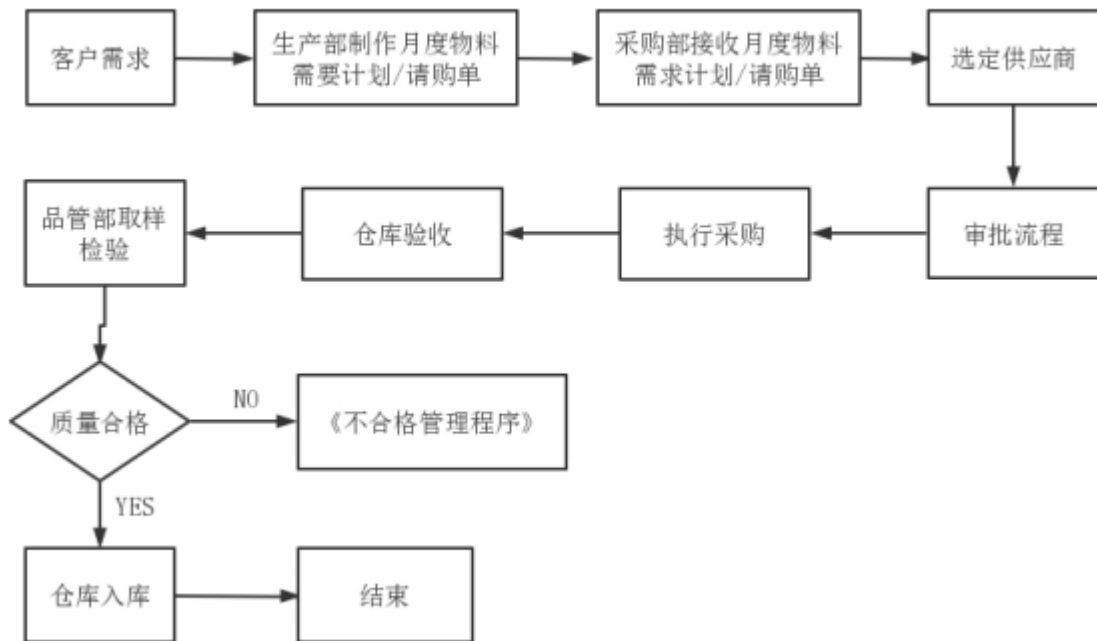 客户需求
生产部制作月度物料
需要计划/请购单
采购部接收月度物料
需求计划/请购单
选定供应商
品管部取样
检验
仓库验收
执行采购
审批流程
质量合格
NO
《不合格管理程序》
YES
仓库入库
结束